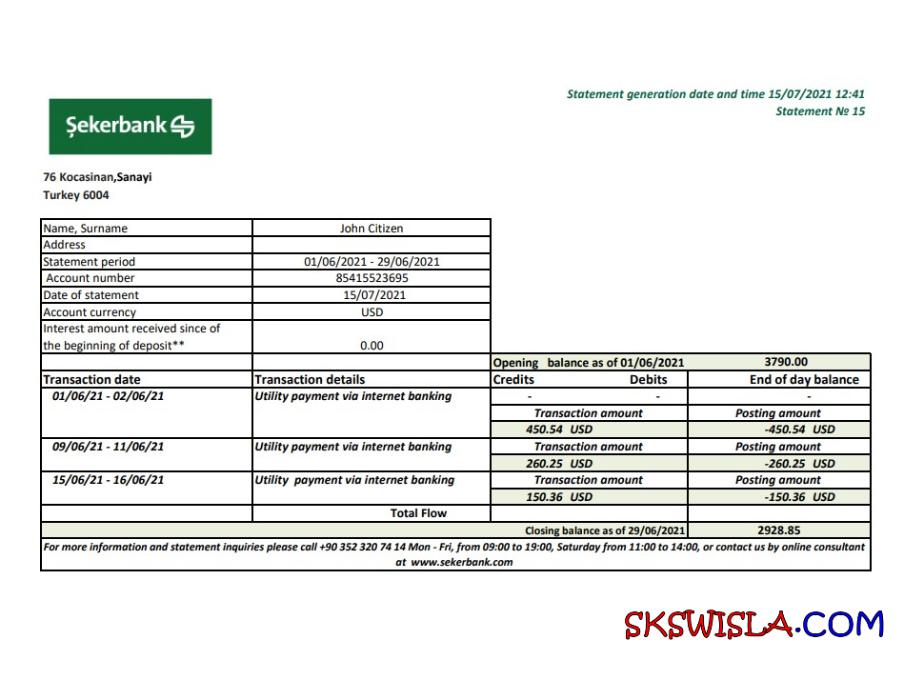 Statement generation date and time 15/07/2021 12:41
Statement № 15
Şekerbank
76 Kocasinan,Sanayi
Turkey 6004
Name, Surname John Citizen
Address
Statement period 01/06/2021 - 29/06/2021
Account number 85415523695
Date of statement 15/07/2021
Account currency USD
Interest amount received since of
the beginning of deposit** 0.00
Opening balance as of 01/06/2021 3790.00
Transaction date Transaction details Credits Debits End of day balance
01/06/21 - 02/06/21 Utility payment via internet banking - - -
Transaction amount Posting amount
450.54 USD -450.54 USD
09/06/21 - 11/06/21 Utility payment via internet banking Transaction amount Posting amount
260.25 USD -260.25 USD
15/06/21 - 16/06/21 Utility payment via internet banking Transaction amount Posting amount
150.36 USD -150.36 USD
Total Flow
Closing balance as of 29/06/2021 2928.85
For more information and statement inquiries please call +90 352 320 74 14 Mon - Fri, from 09:00 to 19:00, Saturday from 11:00 to 14:00, or contact us by online consultant
at www.sekerbank.com
SKSWISLA.COM